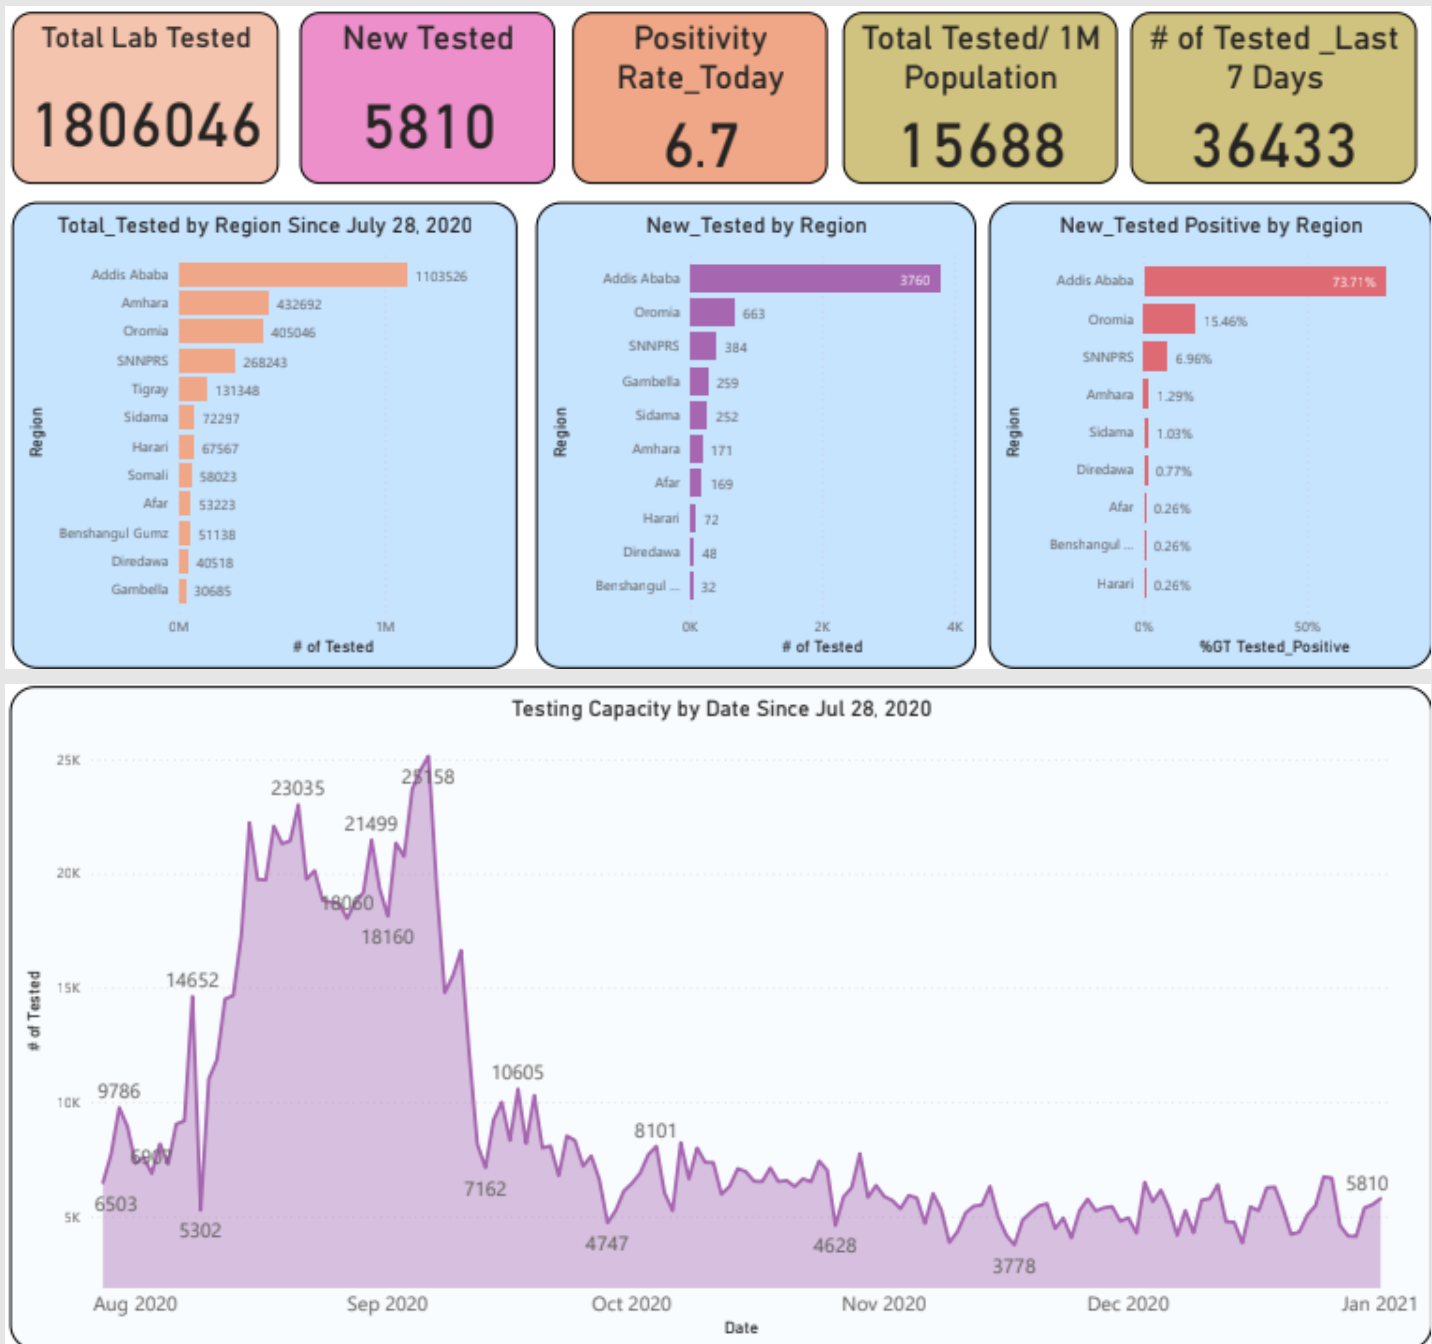 Total Lab Tested
1806046
New Tested
5810
Positivity
Rate_Today
6.7
Total Tested/ 1M
Population
15688
# of Tested _Last
7 Days
36433
Total_Tested by Region Since July 28, 2020
Region
Addis Ababa 1103526
Amhara 432692
Oromia 405046
SNNPRS 268243
Tigray 131348
Sidama 72297
Harari 67567
Somali 58023
Afar 53223
Benshangul Gumz 51138
Diredawa 40518
Gambella 30685
0M 1M
# of Tested
New_Tested by Region
Region
Addis Ababa 3760
Oromia 663
SNNPRS 384
Gambella 259
Sidama 252
Amhara 171
Afar 169
Harari 72
Diredawa 48
Benshangul ... 32
0K 2K 4K
# of Tested
New_Tested Positive by Region
Region
Addis Ababa 73.71%
Oromia 15.46%
SNNPRS 6.96%
Amhara 1.29%
Sidama 1.03%
Diredawa 0.77%
Afar 0.26%
Benshangul ... 0.26%
Harari 0.26%
0% 50%
%GT Tested_Positive
Testing Capacity by Date Since Jul 28, 2020
# of Tested
25K
20K
15K
10K
5K
6503
9786
6907
14652
5302
23035
18060
21499
18160
25158
7162
10605
4747
8101
4628
3778
5810
Aug 2020 Sep 2020 Oct 2020 Nov 2020 Dec 2020 Jan 2021
Date